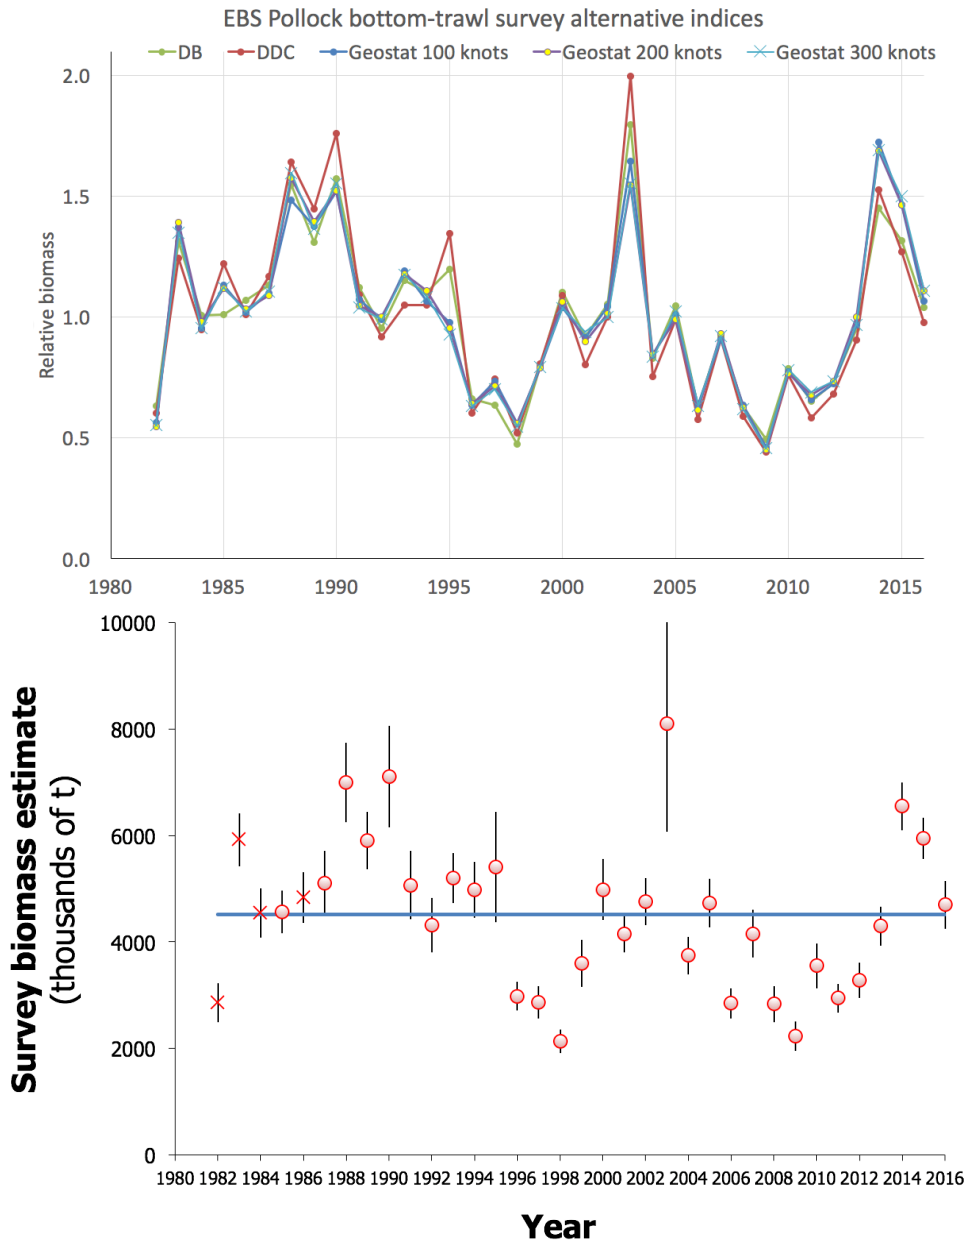 EBS Pollock bottom-trawl survey alternative indices
DB DDC Geostat 100 knots Geostat 200 knots Geostat 300 knots
Relative biomass
2.0
1.5
1.0
0.5
0.0
1980 1985 1990 1995 2000 2005 2010 2015
Survey biomass estimate
(thousands of t)
10000
8000
6000
4000
2000
0
1980 1982 1984 1986 1988 1990 1992 1994 1996 1998 2000 2002 2004 2006 2008 2010 2012 2014 2016
Year